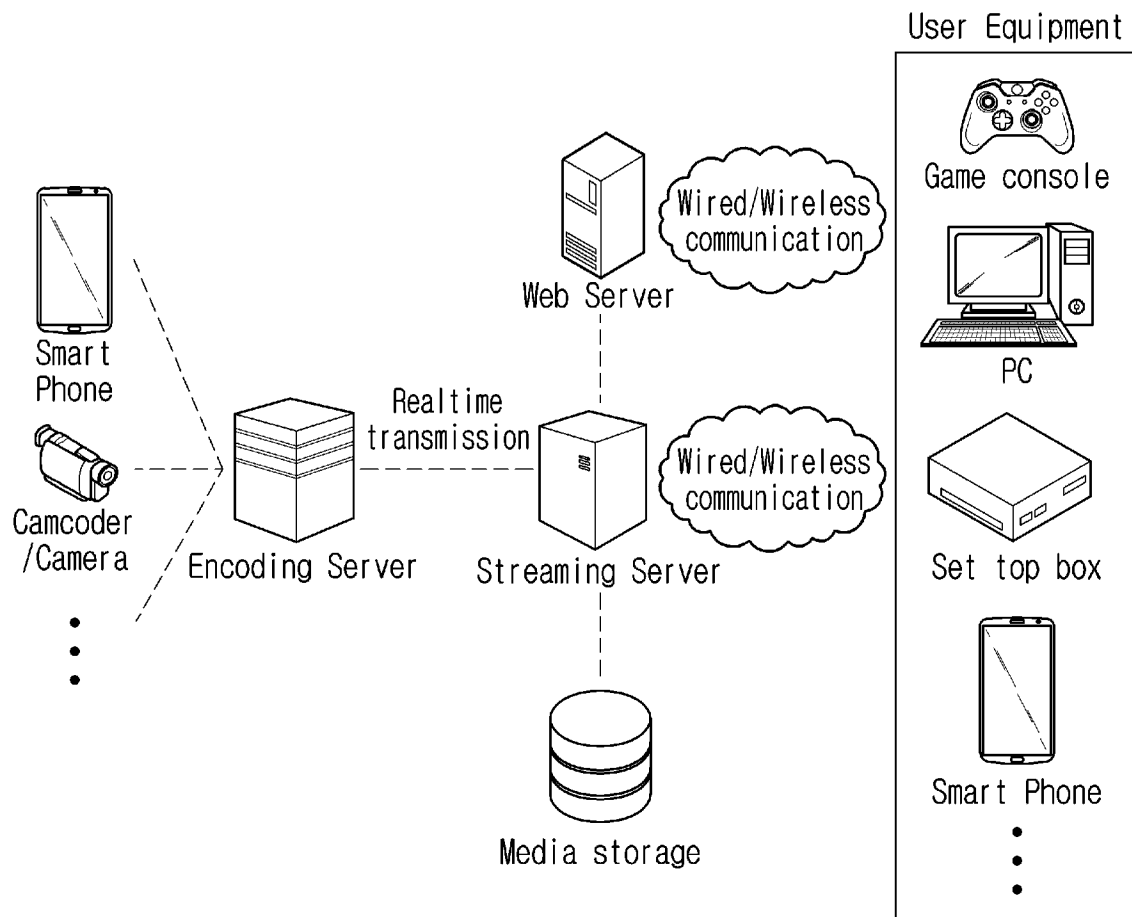 User Equipment
Game console
Wired/Wireless
communication
Web Server
PC
Smart
Phone
Realtime
transmission
Wired/Wireless
communication
Camcoder
/Camera
Encoding Server
Streaming Server
Set top box
Smart Phone
Media storage